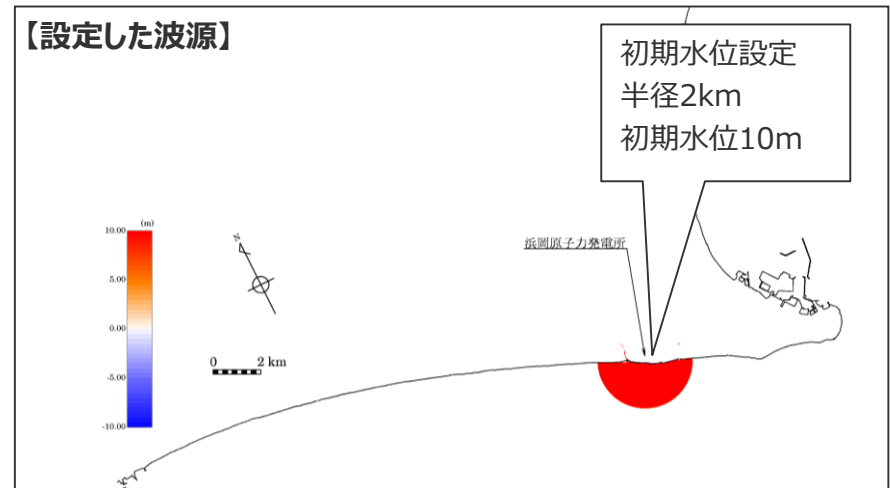 【設定した波源】
初期水位設定
半径2km
初期水位10m
(m)
10.00
5.00
0.00
-5.00
-10.00
N
浜岡原子力発電所
0 2 km